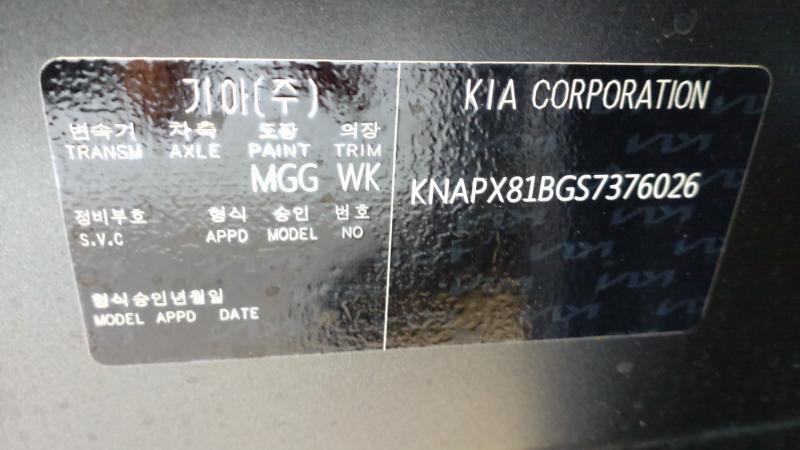 기아(주)
변속기 차축 도장 의장
TRANSM AXLE PAINT TRIM
MGG WK
정비부호 형식 승인 번호
S.V.C APPD MODEL NO
형식승인년월일
MODEL APPD DATE
KIA CORPORATION
KNAPX81BGS7376026